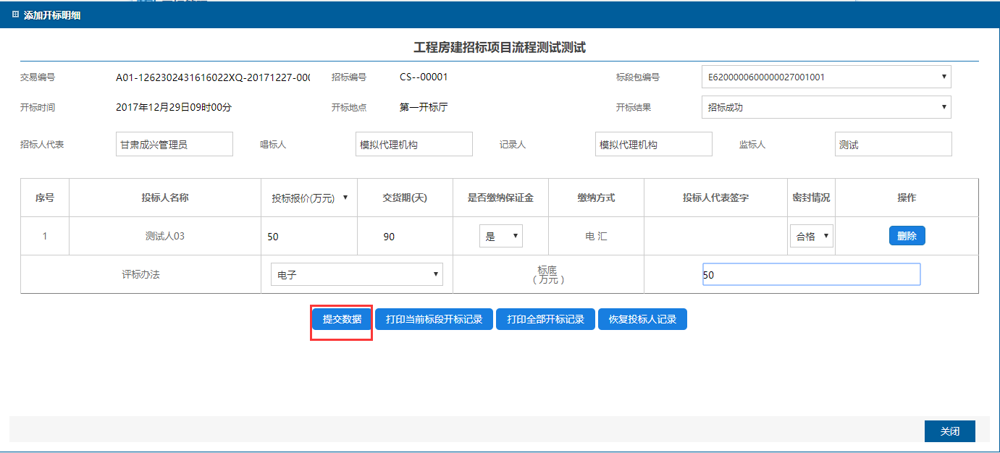 添加开标明细
工程房建招标项目流程测试测试
交易编号 A01-1262302431616022XQ-20171227-00 招标编号 CS--00001 标段包编号 E6200000600000027001001
开标时间 2017年12月29日09时00分 开标地点 第一开标厅 开标结果 招标成功
招标人代表 甘肃成兴管理员 唱标人 模拟代理机构 记录人 模拟代理机构 监标人 测试
序号 投标人名称 投标报价(万元) 交货期(天) 是否缴纳保证金 缴纳方式 投标人代表签字 密封情况 操作
1 测试人03 50 90 是 电 汇 合格 删除
评标办法 电子 标底 50
( 万元 )
提交数据 打印当前标段开标记录 打印全部开标记录 恢复投标人记录
关闭